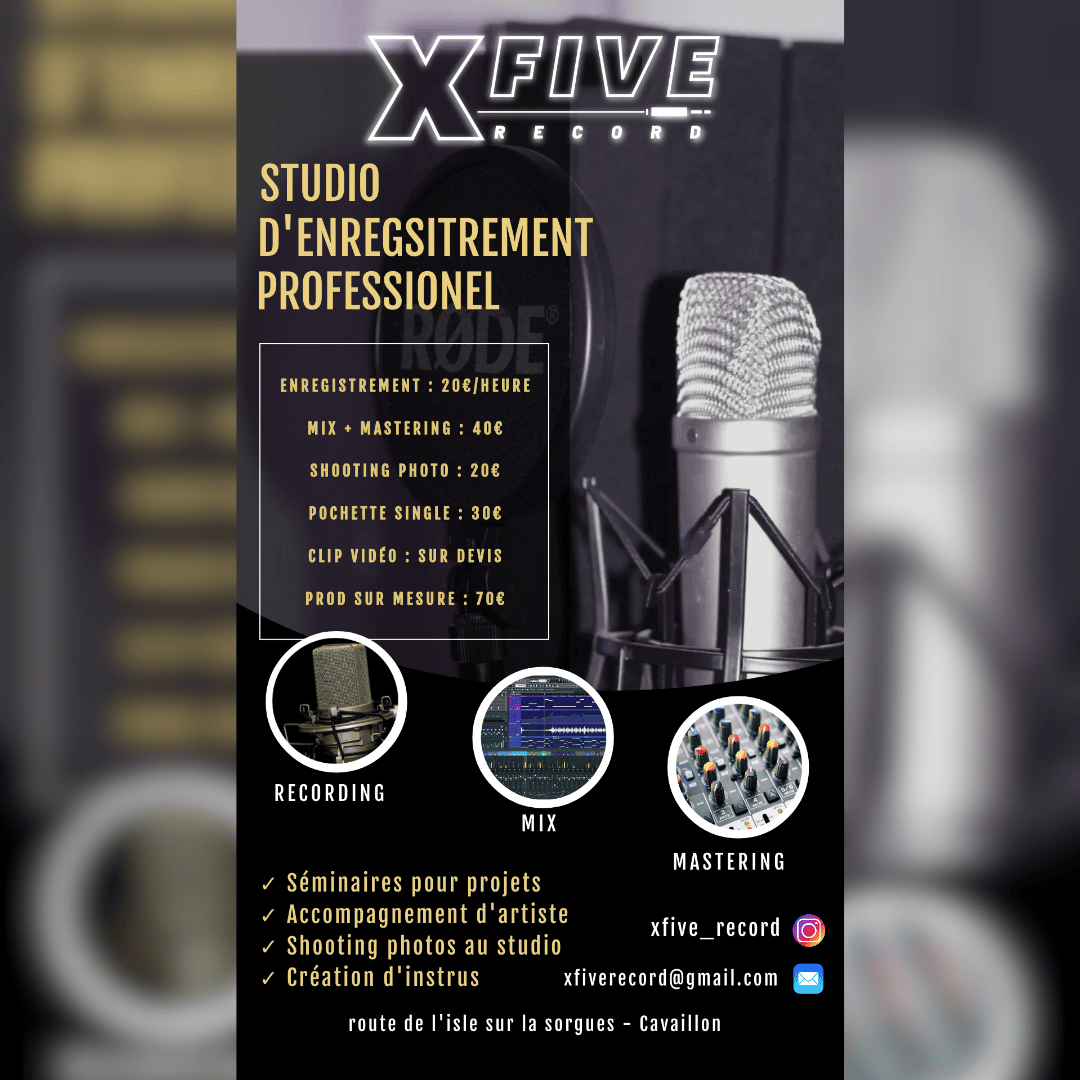 XFIVE
RECORD
STUDIO
D'ENREGSITREMENT
PROFESSIONEL
RØDE®
ENREGISTREMENT : 20€/HEURE
MIX + MASTERING : 40€
SHOOTING PHOTO : 20€
POCHETTE SINGLE : 30€
CLIP VIDÉO : SUR DEVIS
PROD SUR MESURE : 70€
RECORDING
MIX
MASTERING
✓ Séminaires pour projets
✓ Accompagnement d'artiste
✓ Shooting photos au studio
✓ Création d'instrus
xfive_record
xfiverecord@gmail.com
route de l'isle sur la sorgues - Cavaillon